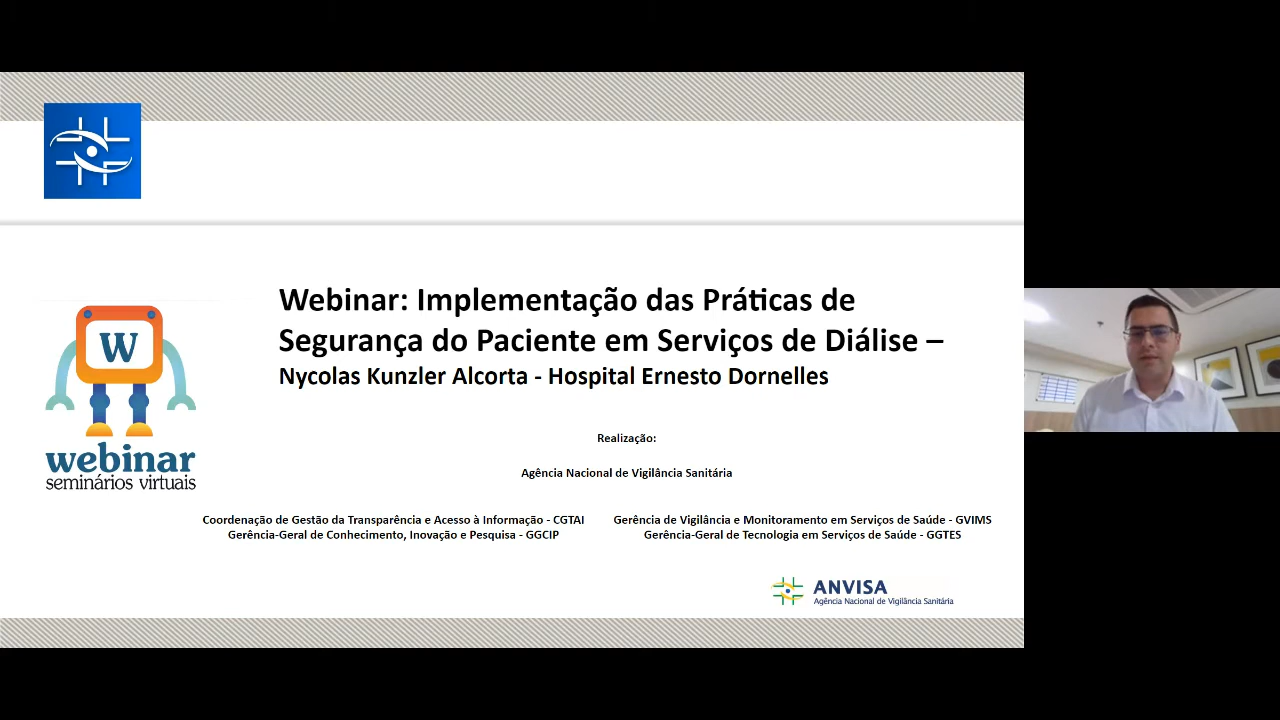 W
webinar
seminários virtuais
Webinar: Implementação das Práticas de
Segurança do Paciente em Serviços de Diálise –
Nycolas Kunzler Alcorta - Hospital Ernesto Dornelles
Realização:
Agência Nacional de Vigilância Sanitária
Coordenação de Gestão da Transparência e Acesso à Informação - CGTAI
Gerência-Geral de Conhecimento, Inovação e Pesquisa - GGCIP
Gerência de Vigilância e Monitoramento em Serviços de Saúde - GVIMS
Gerência-Geral de Tecnologia em Serviços de Saúde - GGTES
ANVISA
Agência Nacional de Vigilância Sanitária